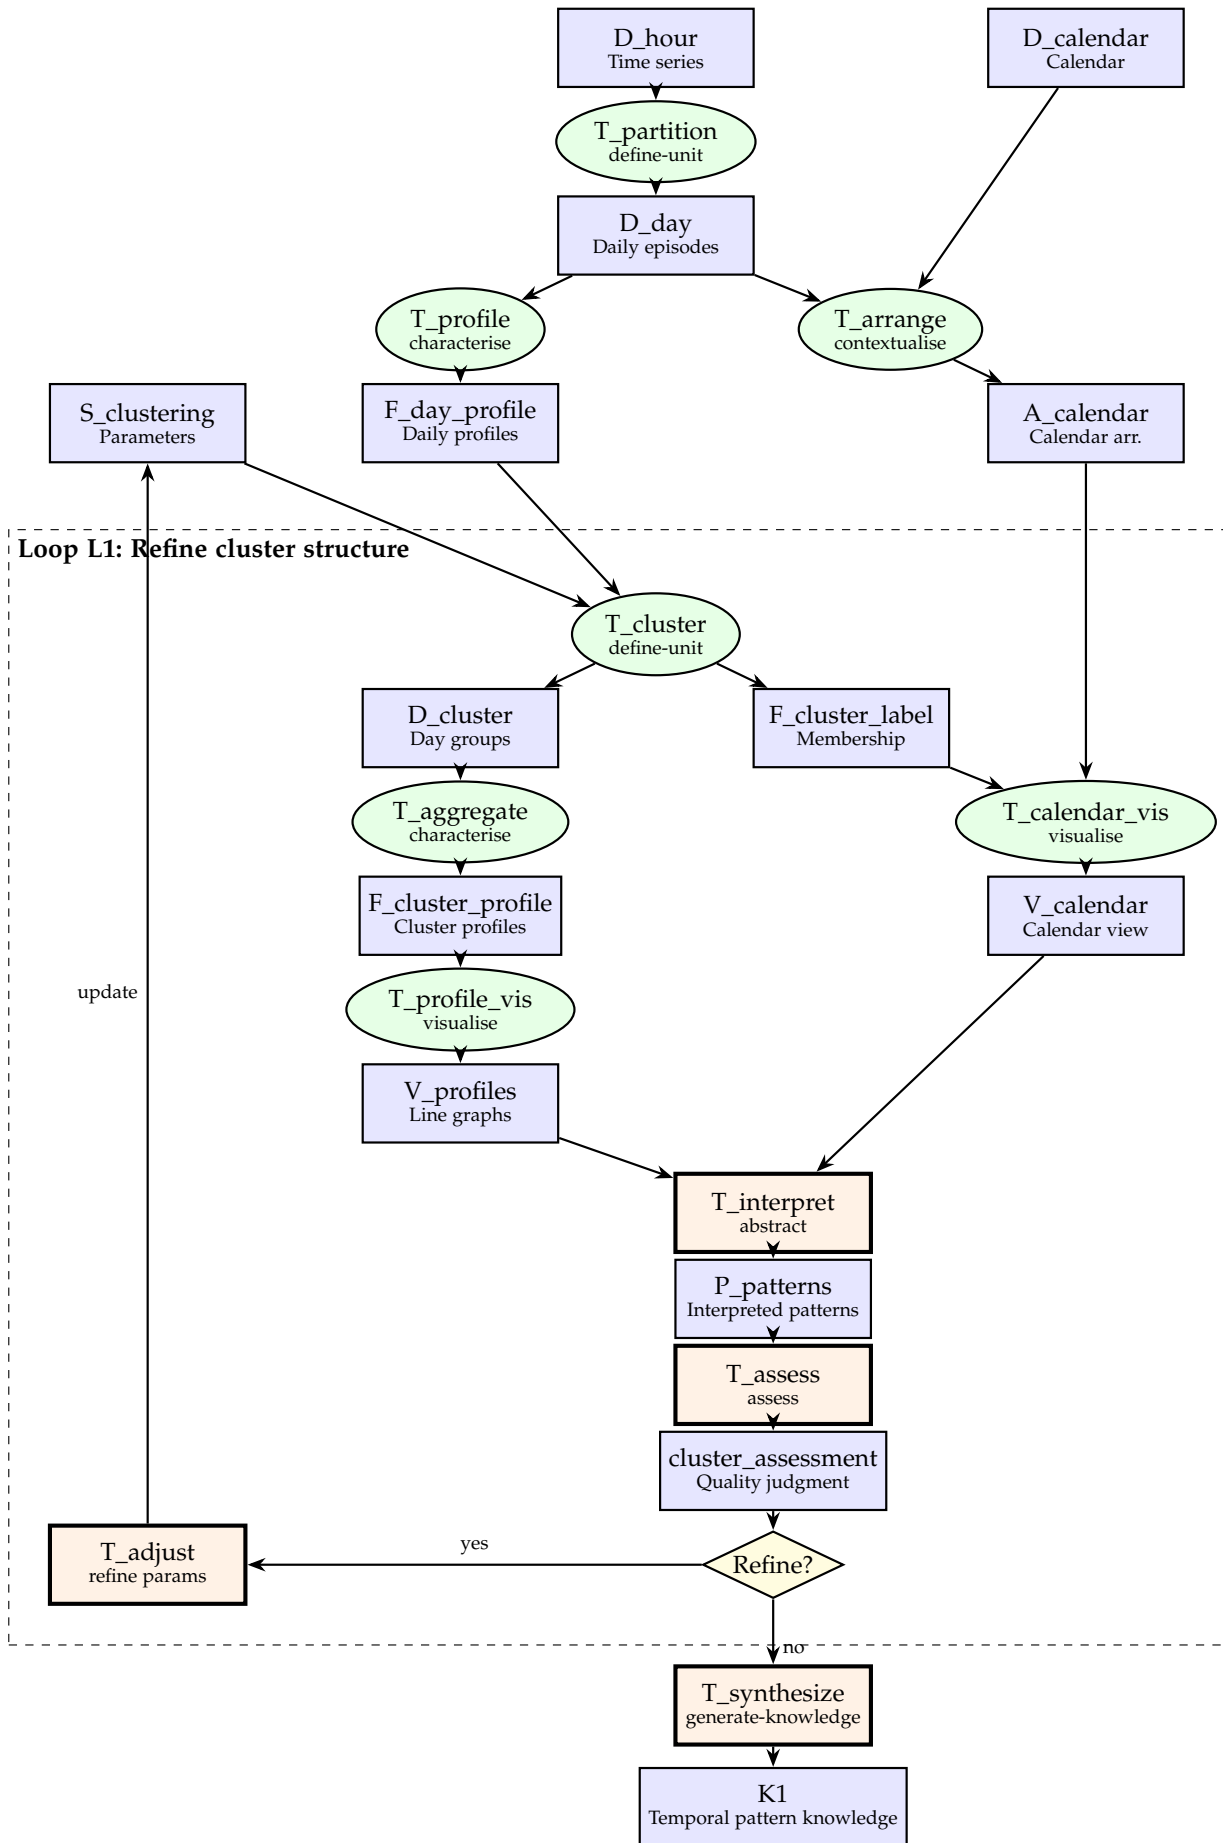 D_hour
Time series
D_calendar
Calendar
T_partition
define-unit
D_day
Daily episodes
T_profile
characterise
T_arrange
contextualise
S_clustering
Parameters
F_day_profile
Daily profiles
A_calendar
Calendar arr.
Loop L1: Refine cluster structure
T_cluster
define-unit
D_cluster
Day groups
F_cluster_label
Membership
T_aggregate
characterise
T_calendar_vis
visualise
F_cluster_profile
Cluster profiles
V_calendar
Calendar view
update
T_profile_vis
visualise
V_profiles
Line graphs
T_interpret
abstract
P_patterns
Interpreted patterns
T_assess
assess
cluster_assessment
Quality judgment
T_adjust
refine params
yes
Refine?
no
T_synthesize
generate-knowledge
K1
Temporal pattern knowledge